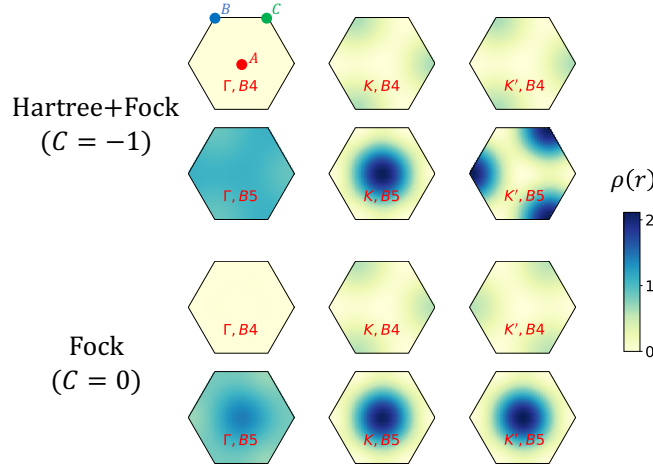 B C
A
Γ, B4 K, B4 K′, B4
Hartree+Fock
(C = −1)
Γ, B5 K, B5 K′, B5
ρ(r)
2
1
0
Γ, B4 K, B4 K′, B4
Fock
(C = 0)
Γ, B5 K, B5 K′, B5